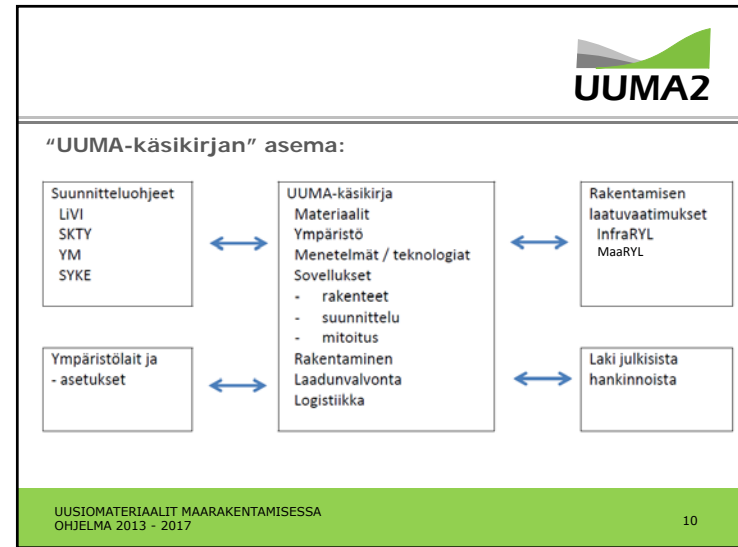 UUMA2
“UUMA-käsikirjan” asema:
Suunnitteluohjeet
LiVI
SKTY
YM
SYKE
Ympäristölait ja
- asetukset
UUMA-käsikirja
Materiaalit
Ympäristö
Menetelmät / teknologiat
Sovellukset
- rakenteet
- suunnittelu
- mitoitus
Rakentaminen
Laadunvalvonta
Logistiikka
Rakentamisen
laatuvaatimukset
InfraRYL
MaaRYL
Laki julkisista
hankinnoista
UUSIOMATERIAALIT MAARAKENTAMISESSA
OHJELMA 2013 - 2017
10